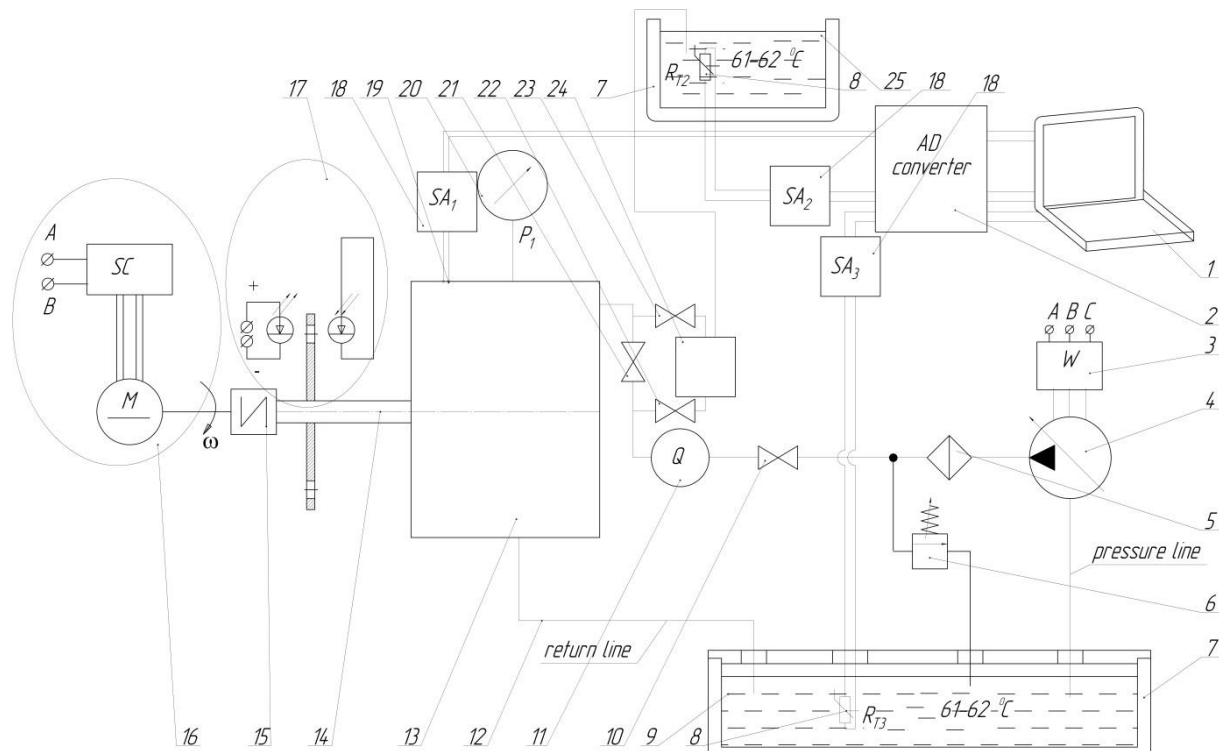 17 18 19 20 21 22 23 24 7 8 25 18 18
R_T2 61-62 °C
AD
converter
SA_1
SA_2
SA_3
P_1
A
B
SC
+
-
M
ω
Q
A B C
W
1
2
3
4
5
6
7
pressure line
return line
R_T3 61-62 °C
16 15 14 13 12 11 10 9 8